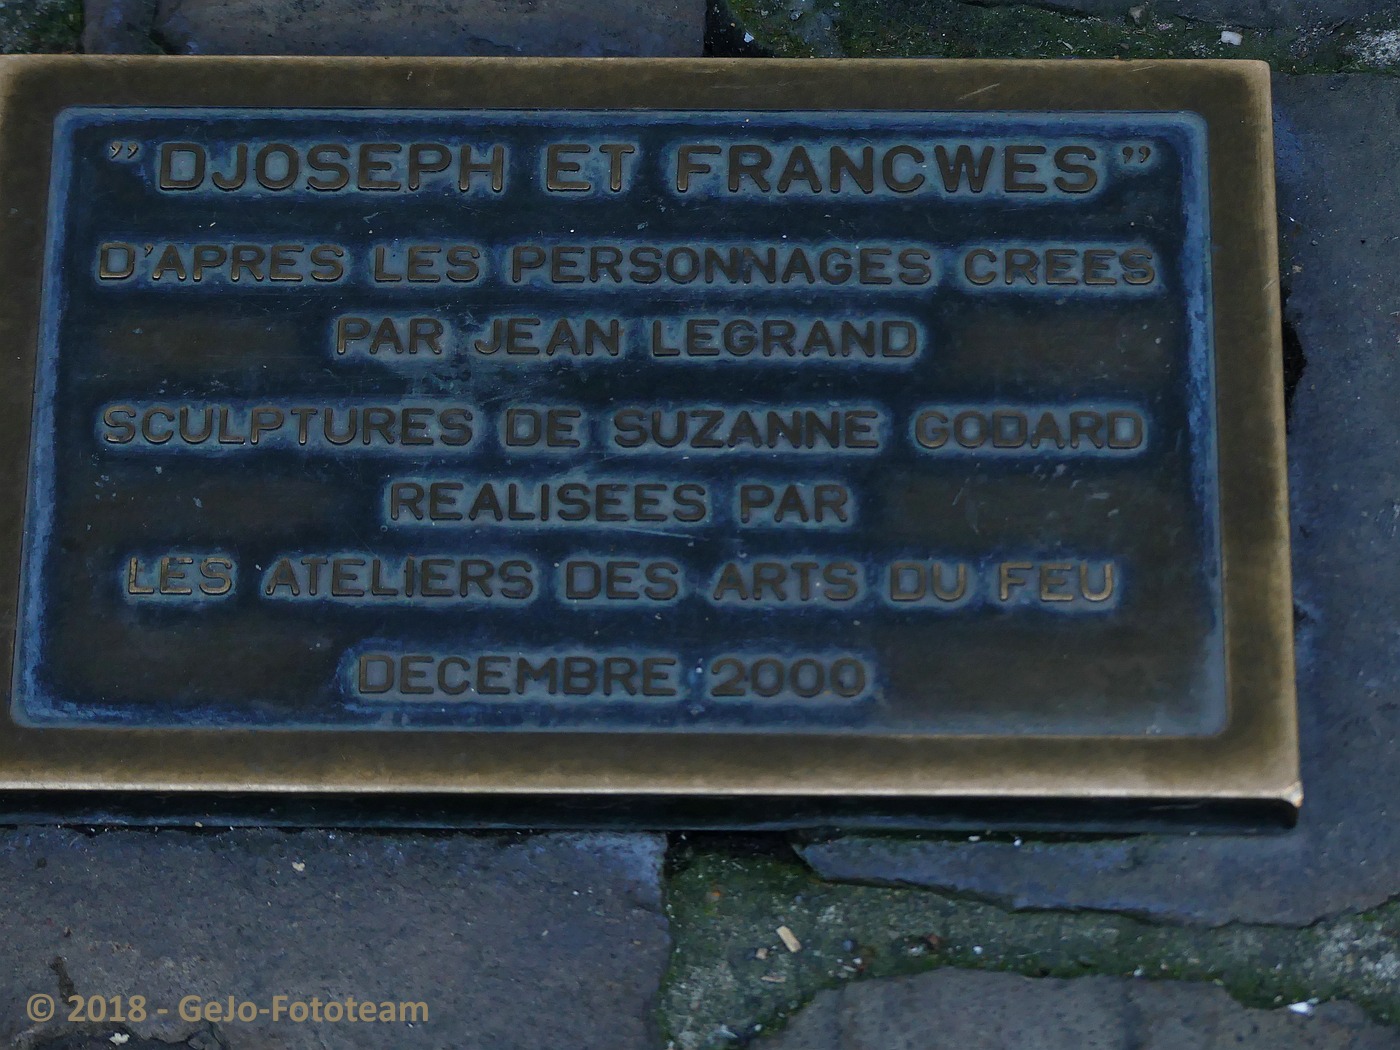 "DJOSEPH ET FRANCWES"
D'APRES LES PERSONNAGES CREES
PAR JEAN LEGRAND
SCULPTURES DE SUZANNE GODARD
REALISEES PAR
LES ATELIERS DES ARTS DU FEU
DECEMBRE 2000
© 2018 - GeJo-Fototeam